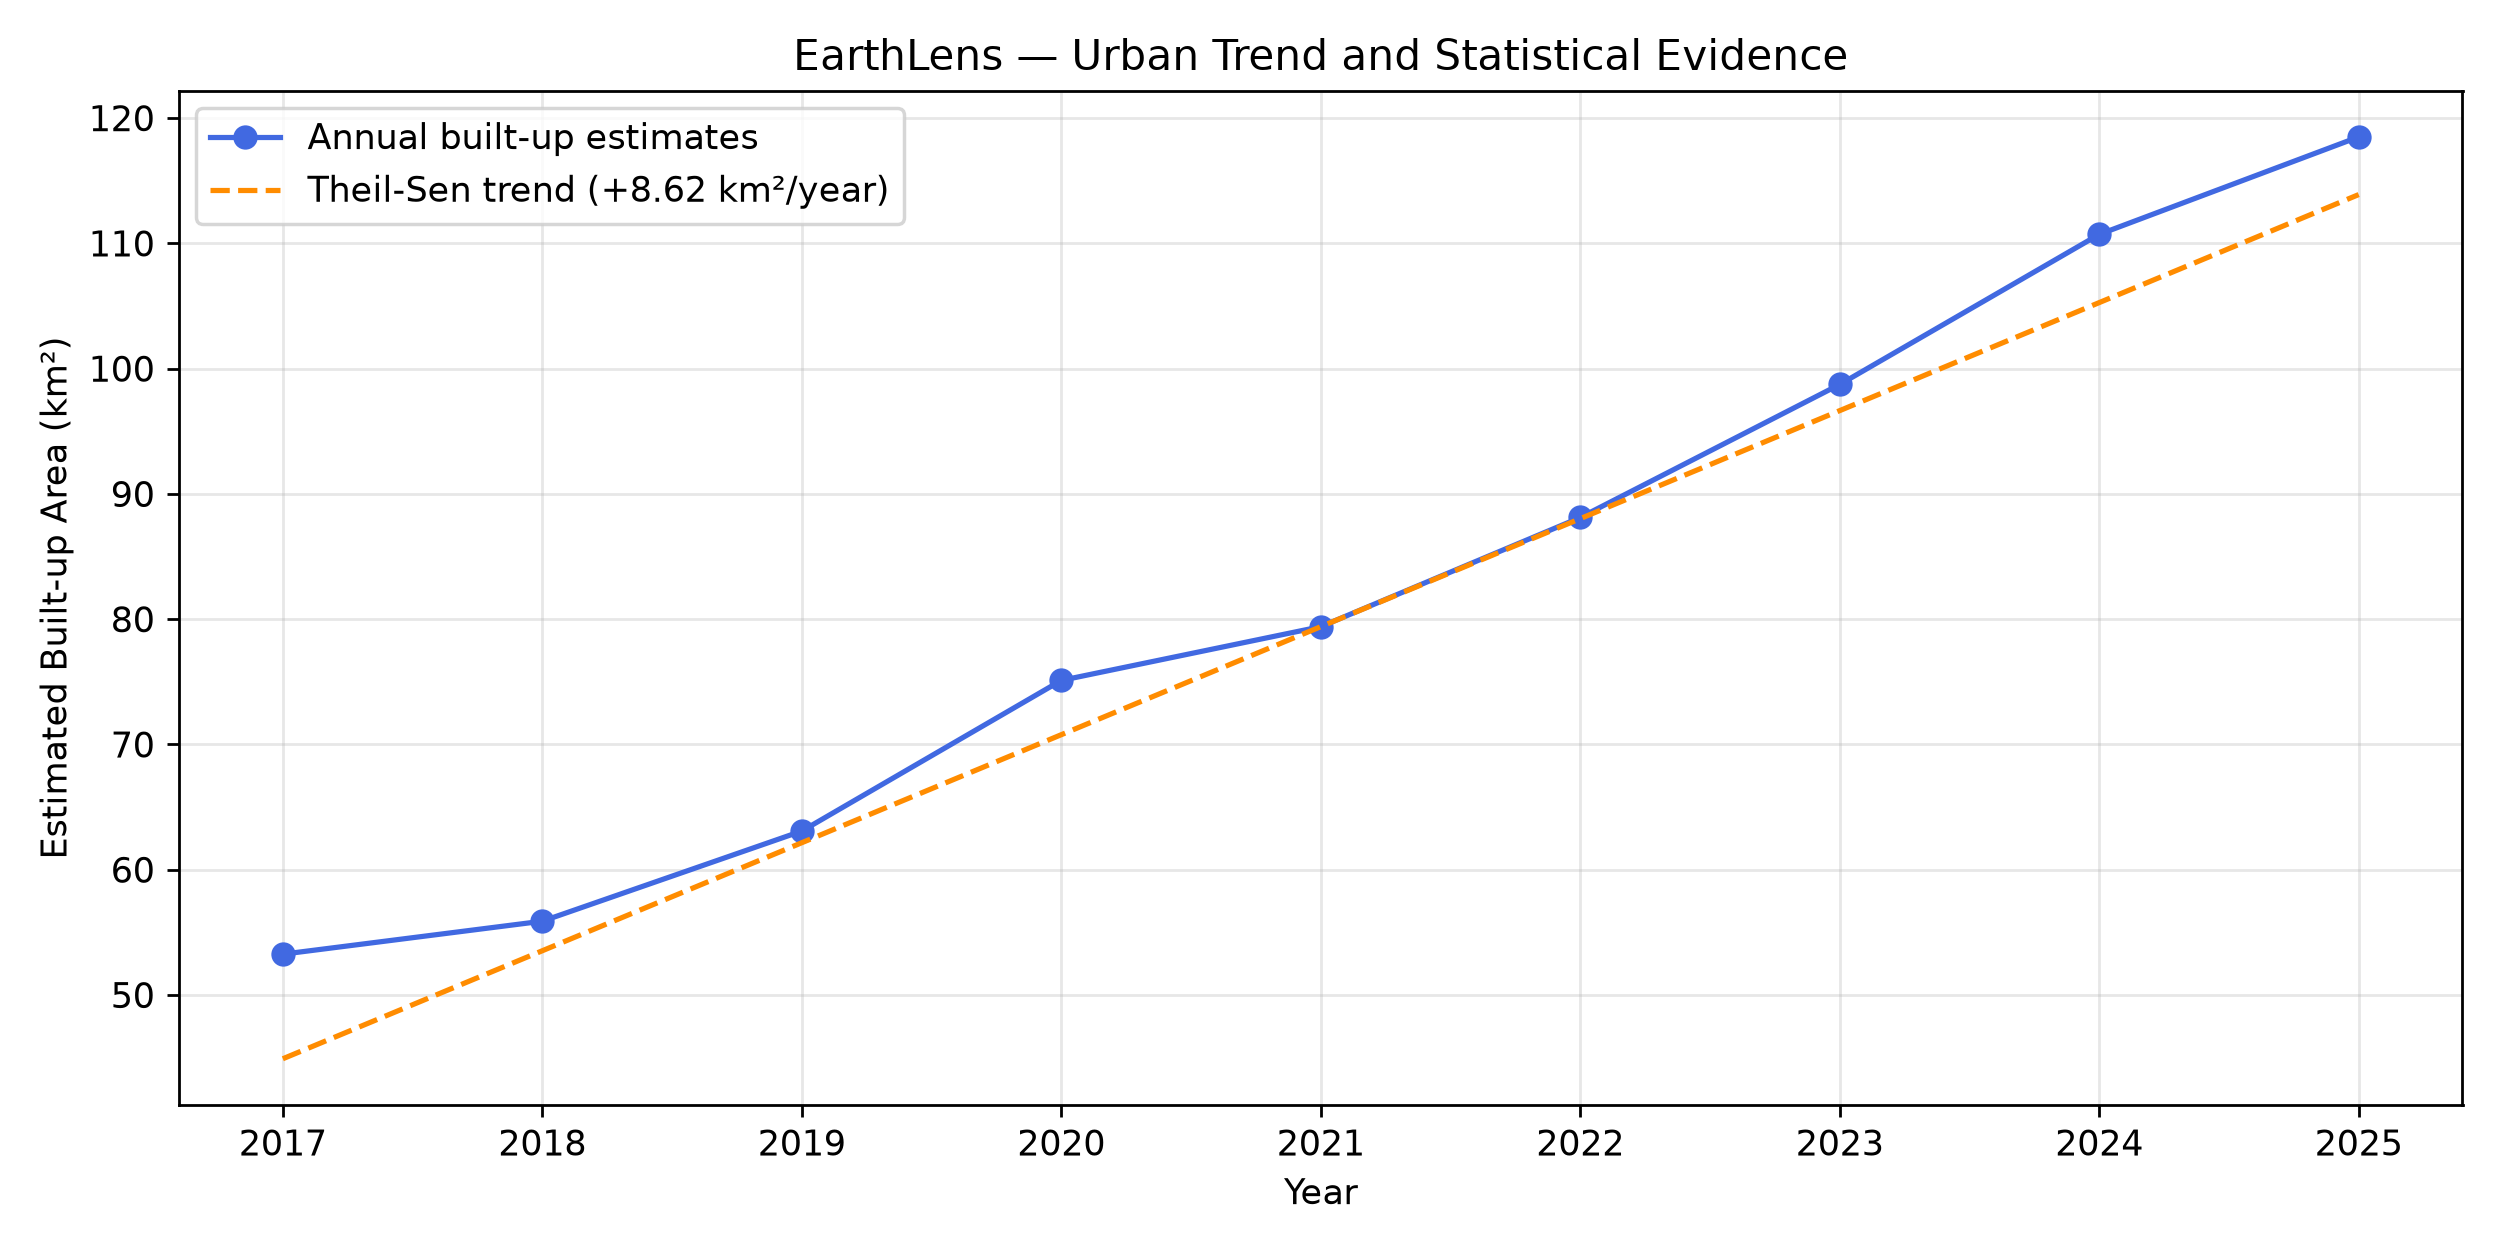 EarthLens — Urban Trend and Statistical Evidence
Annual built-up estimates
Theil-Sen trend (+8.62 km²/year)
Estimated Built-up Area (km²)
120
110
100
90
80
70
60
50
2017 2018 2019 2020 2021 2022 2023 2024 2025
Year